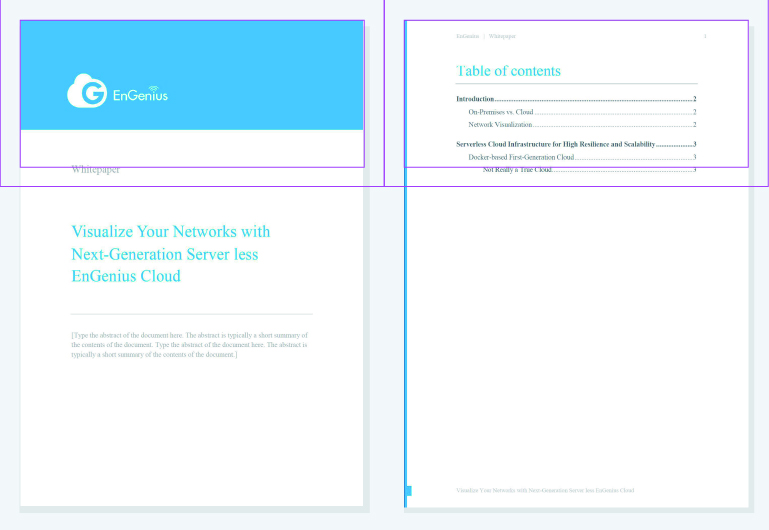 EnGenius
Whitepaper
Visualize Your Networks with
Next-Generation Server less
EnGenius Cloud
[Type the abstract of the document here. The abstract is typically a short summary of
the contents of the document. Type the abstract of the document here. The abstract is
typically a short summary of the contents of the document.]
EnGenius | Whitepaper 1
Table of contents
Introduction 2
On-Premises vs. Cloud 2
Network Visualization 2
Serverless Cloud Infrastructure for High Resilience and Scalability 3
Docker-based First-Generation Cloud 3
Not Really a True Cloud 3
Visualize Your Networks with Next-Generation Server less EnGenius Cloud